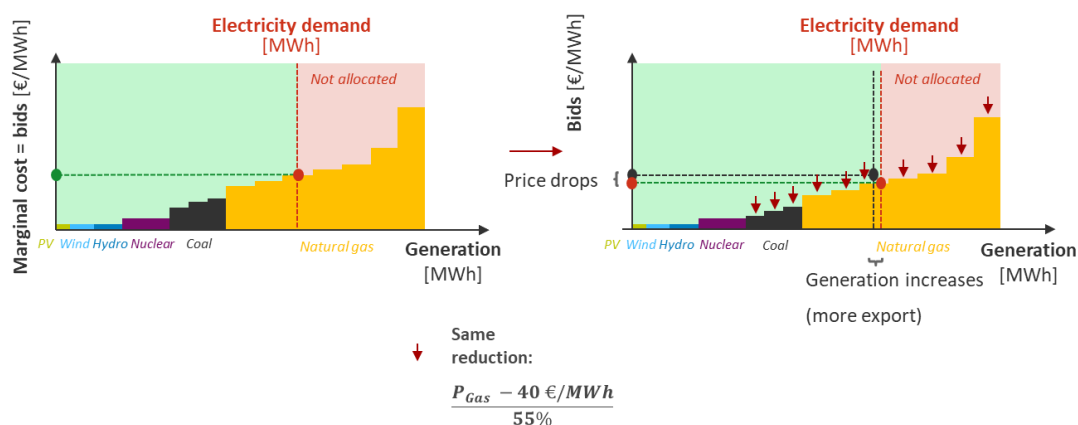 Electricity demand
[MWh]
Marginal cost = bids [€/MWh]
Not allocated
PV Wind Hydro Nuclear Coal Natural gas
Generation
[MWh]
Price drops
Electricity demand
[MWh]
Bids [€/MWh]
Not allocated
PV Wind Hydro Nuclear Coal Natural gas
Generation
[MWh]
Generation increases
(more export)
Same
reduction:
P_Gas − 40 €/MWh
55%